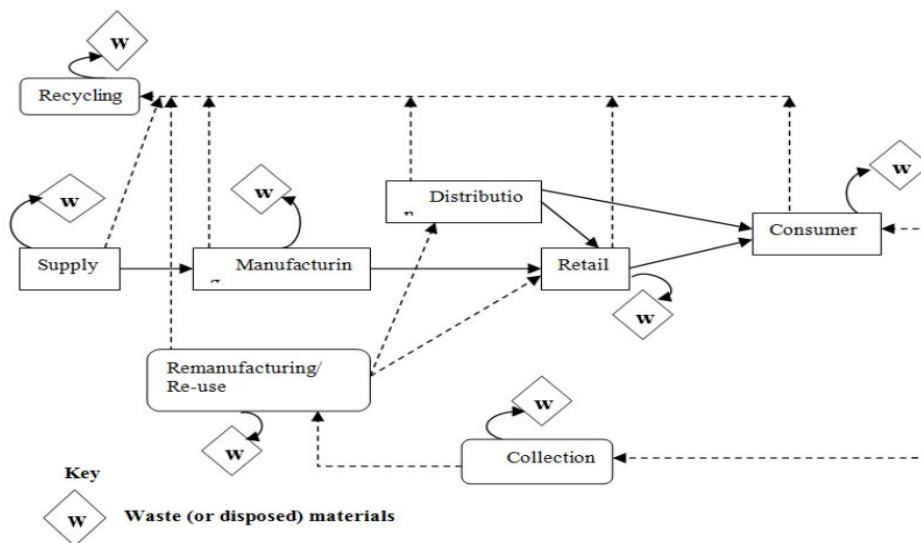 w
Recycling
w
w
w
Distributio
Consumer
Supply
Manufacturin
Retail
w
Remanufacturing/
Re-use
w
w
Collection
Key
w
Waste (or disposed) materials